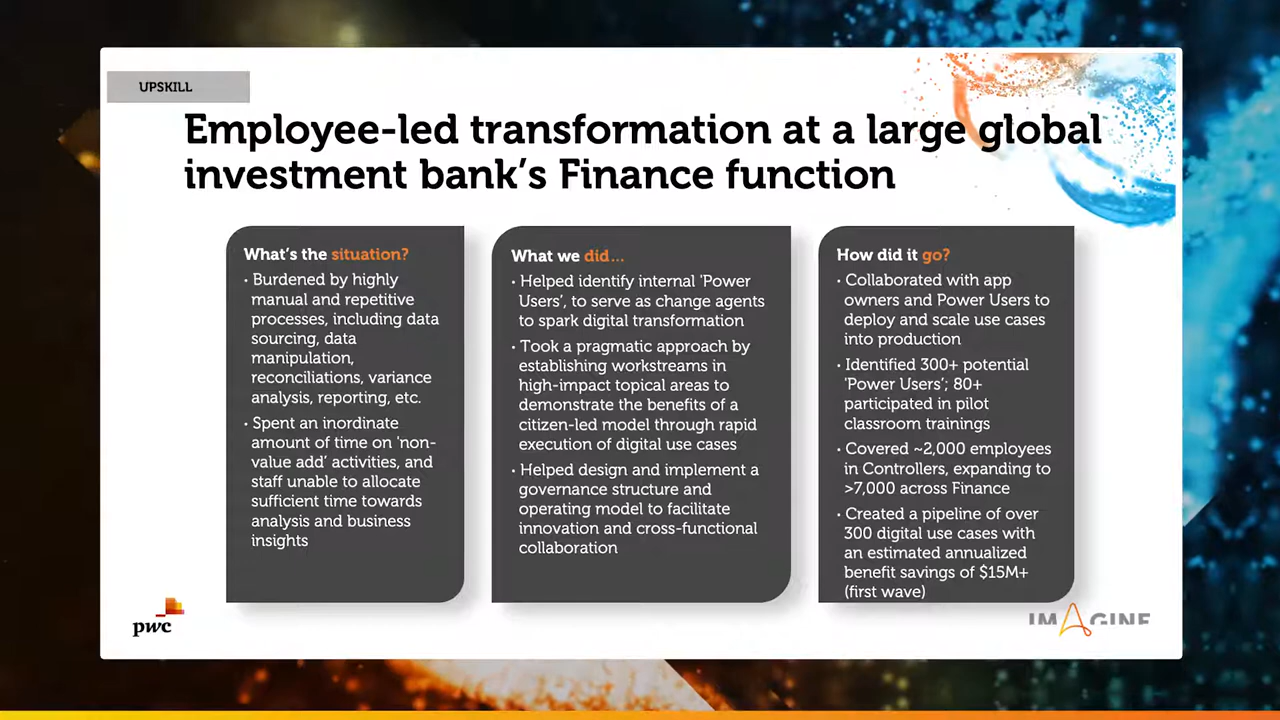 UPSKILL
Employee-led transformation at a large global
investment bank’s Finance function
What’s the situation?
• Burdened by highly
manual and repetitive
processes, including data
sourcing, data
manipulation,
reconciliations, variance
analysis, reporting, etc.
• Spent an inordinate
amount of time on ‘non-
value add’ activities, and
staff unable to allocate
sufficient time towards
analysis and business
insights
What we did…
• Helped identify internal ‘Power
Users’, to serve as change agents
to spark digital transformation
• Took a pragmatic approach by
establishing workstreams in
high-impact topical areas to
demonstrate the benefits of a
citizen-led model through rapid
execution of digital use cases
• Helped design and implement a
governance structure and
operating model to facilitate
innovation and cross-functional
collaboration
How did it go?
• Collaborated with app
owners and Power Users to
deploy and scale use cases
into production
• Identified 300+ potential
‘Power Users’; 80+
participated in pilot
classroom trainings
• Covered ~2,000 employees
in Controllers, expanding to
>7,000 across Finance
• Created a pipeline of over
300 digital use cases with
an estimated annualized
benefit savings of $15M+
(first wave)
pwc
IMAGINE